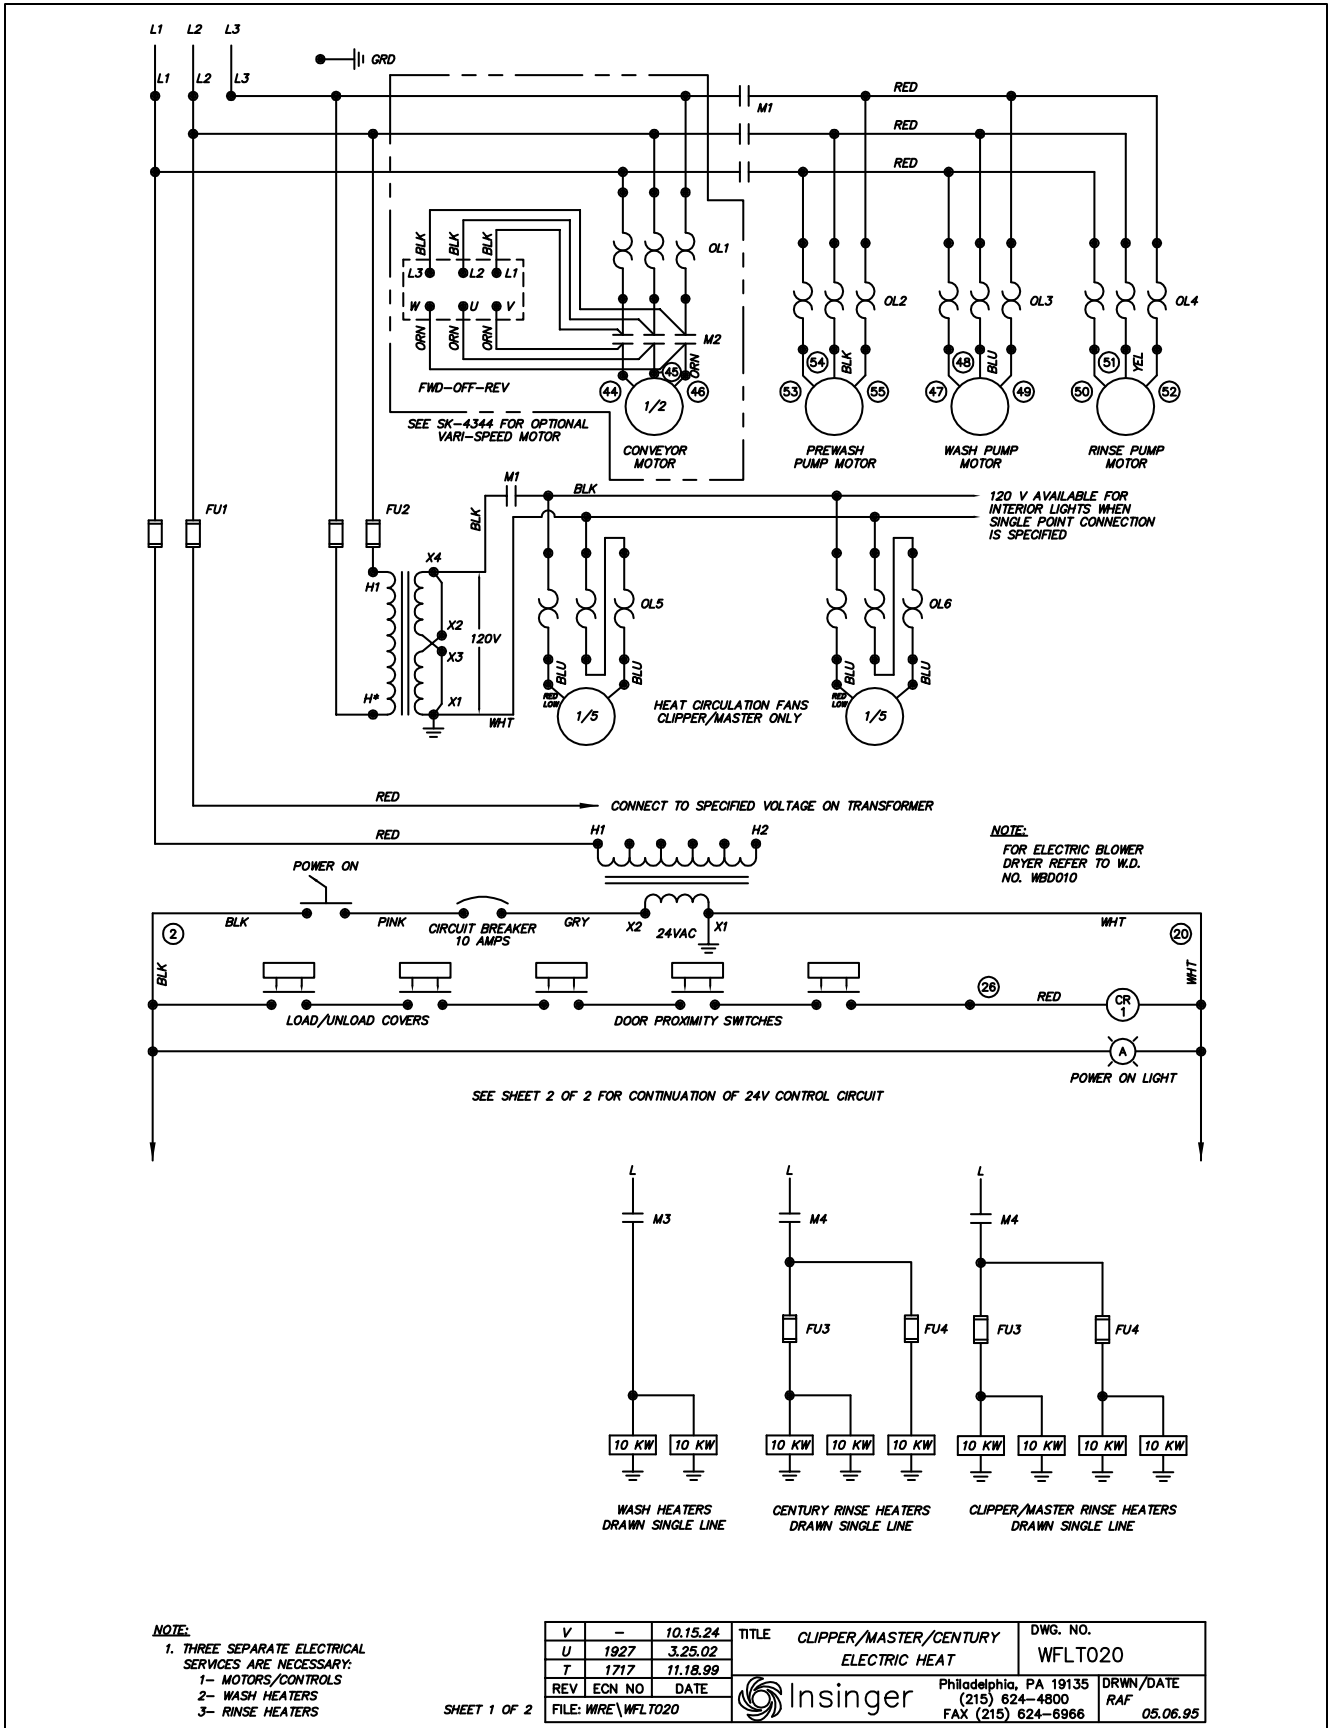 L1 L2 L3
GRD
L1 L2 L3
RED
M1
RED
RED
BLK BLK BLK
OL1
L3 L2 L1
W U V
ORN ORN ORN
M2
ORN
OL2 OL3 OL4
FWD-OFF-REV
44 45 46
1/2
53 54 BLK 55
47 48 BLU 49
50 51 YEL 52
SEE SK-4344 FOR OPTIONAL
VARI-SPEED MOTOR
CONVEYOR
MOTOR
PREWASH
PUMP MOTOR
WASH PUMP
MOTOR
RINSE PUMP
MOTOR
M1
BLK
BLK
120 V AVAILABLE FOR
INTERIOR LIGHTS WHEN
SINGLE POINT CONNECTION
IS SPECIFIED
FU1 FU2
X4
H1
X2
120V
X3
H*
X1
WHT
OL5 OL6
BLU BLU BLU BLU
RED
LOW
RED
LOW
1/5 1/5
HEAT CIRCULATION FANS
CLIPPER/MASTER ONLY
RED
CONNECT TO SPECIFIED VOLTAGE ON TRANSFORMER
RED
H1 H2
NOTE:
FOR ELECTRIC BLOWER
DRYER REFER TO W.D.
NO. WBD010
POWER ON
BLK PINK
CIRCUIT BREAKER
10 AMPS
GRY X2 24VAC X1 WHT
2 20
BLK WHT
26 RED
CR
1
LOAD/UNLOAD COVERS DOOR PROXIMITY SWITCHES
A
POWER ON LIGHT
SEE SHEET 2 OF 2 FOR CONTINUATION OF 24V CONTROL CIRCUIT
L L L
M3 M4 M4
FU3 FU4 FU3 FU4
10 KW 10 KW 10 KW 10 KW 10 KW 10 KW 10 KW 10 KW 10 KW
WASH HEATERS
DRAWN SINGLE LINE
CENTURY RINSE HEATERS
DRAWN SINGLE LINE
CLIPPER/MASTER RINSE HEATERS
DRAWN SINGLE LINE
NOTE:
1. THREE SEPARATE ELECTRICAL
SERVICES ARE NECESSARY:
1- MOTORS/CONTROLS
2- WASH HEATERS
3- RINSE HEATERS
SHEET 1 OF 2
V - 10.15.24
U 1927 3.25.02
T 1717 11.18.99
REV ECN NO DATE
FILE: WIRE\WFLT020
TITLE CLIPPER/MASTER/CENTURY
ELECTRIC HEAT
DWG. NO.
WFLT020
Insinger
Philadelphia, PA 19135
(215) 624-4800
FAX (215) 624-6966
DRWN/DATE
RAF
05.06.95